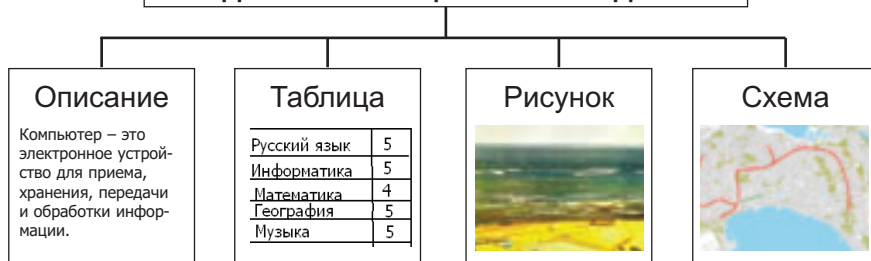 Описание
Компьютер – это
электронное устрой-
ство для приема,
хранения, передачи
и обработки инфор-
мации.
Таблица
Русский язык 5
Информатика 5
Математика 4
География 5
Музыка 5
Рисунок
Схема